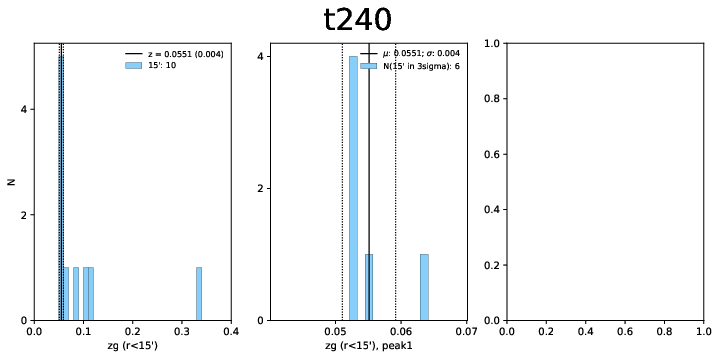 t240
z = 0.0551 (0.004)
15': 10
N
0
2
4
0.0 0.1 0.2 0.3 0.4
zg (r<15')
μ: 0.0551; σ: 0.004
N(15' in 3sigma): 6
0
2
4
0.05 0.06 0.07
zg (r<15'), peak1
1.0
0.8
0.6
0.4
0.2
0.0
0.0 0.2 0.4 0.6 0.8 1.0